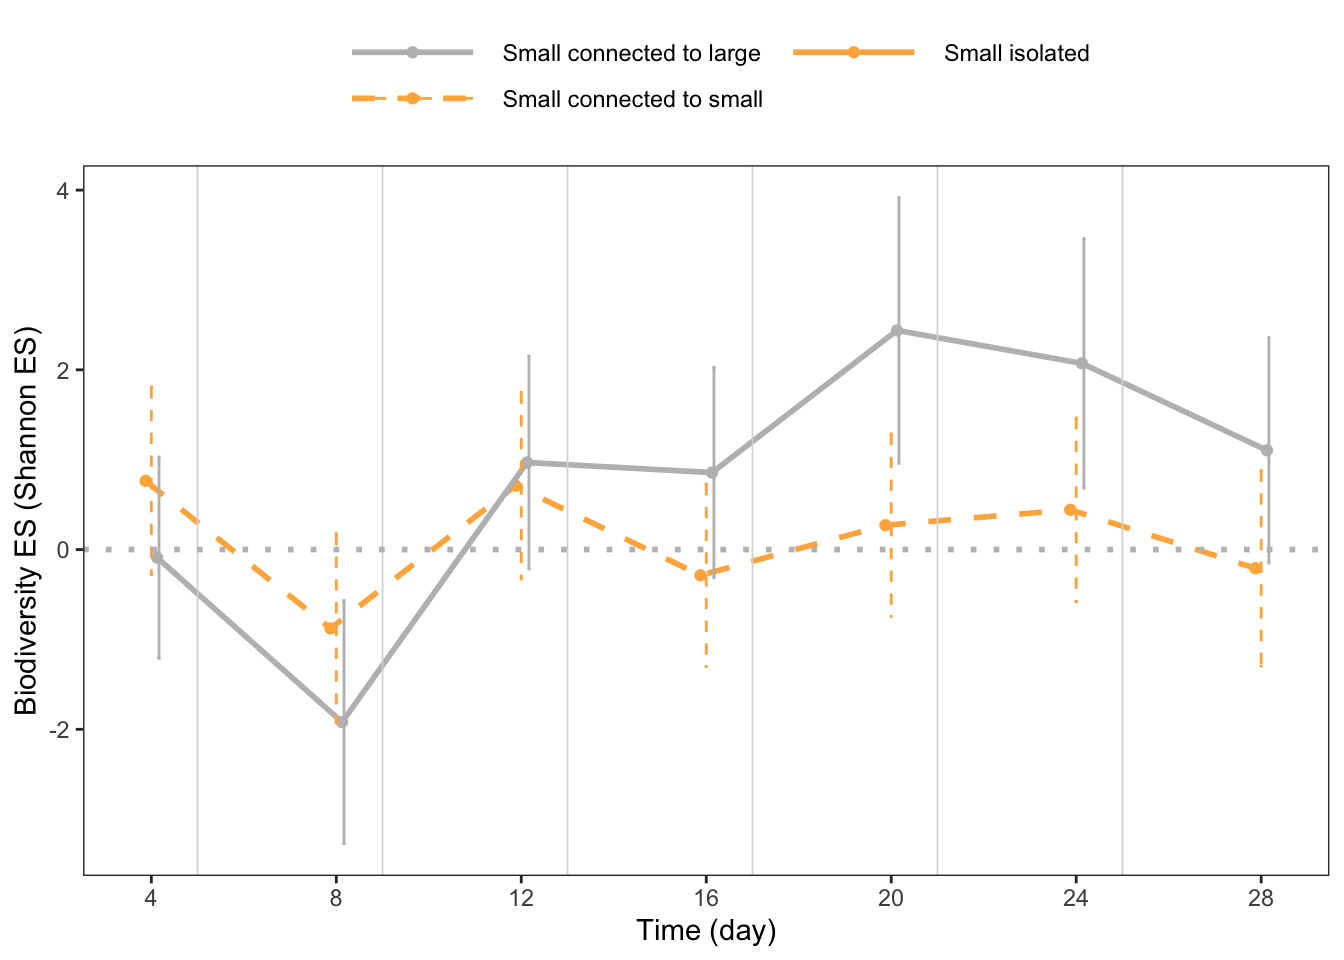 Small connected to large
Small isolated
Small connected to small
Biodiversity ES (Shannon ES)
4
2
0
-2
4
8
12
16
20
24
28
Time (day)